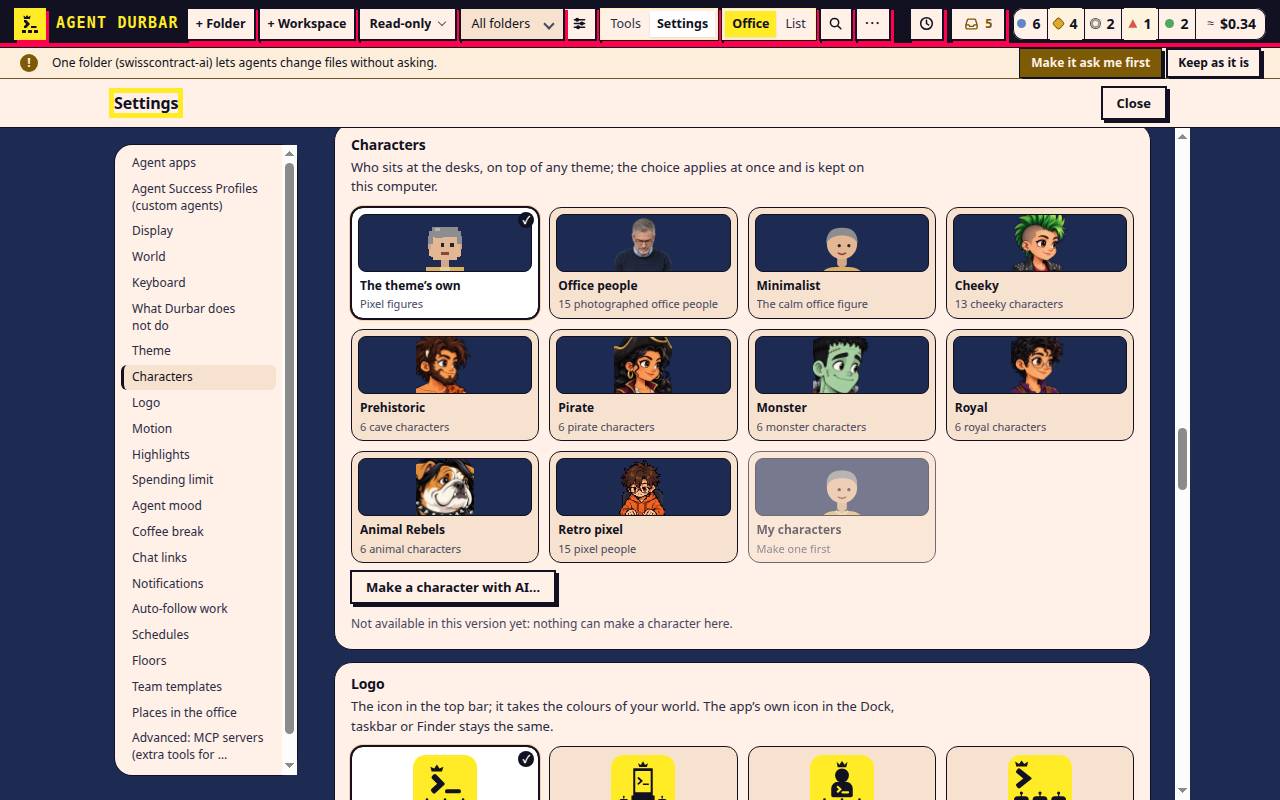 AGENT DURBAR
+ Folder
+ Workspace
Read-only
All folders
Tools
Settings
Office
List
...
5
6
4
2
1
2
≈ $0.34
! One folder (swisscontract-ai) lets agents change files without asking.
Make it ask me first
Keep as it is
Settings
Close
Agent apps
Agent Success Profiles
(custom agents)
Display
World
Keyboard
What Durbar does
not do
Theme
Characters
Logo
Motion
Highlights
Spending limit
Agent mood
Coffee break
Chat links
Notifications
Auto-follow work
Schedules
Floors
Team templates
Places in the office
Advanced: MCP servers
(extra tools for ...
Characters
Who sits at the desks, on top of any theme; the choice applies at once and is kept on
this computer.
The theme’s own
Pixel figures
Office people
15 photographed office people
Minimalist
The calm office figure
Cheeky
13 cheeky characters
Prehistoric
6 cave characters
Pirate
6 pirate characters
Monster
6 monster characters
Royal
6 royal characters
Animal Rebels
6 animal characters
Retro pixel
15 pixel people
My characters
Make one first
Make a character with AI...
Not available in this version yet: nothing can make a character here.
Logo
The icon in the top bar; it takes the colours of your world. The app’s own icon in the Dock,
taskbar or Finder stays the same.